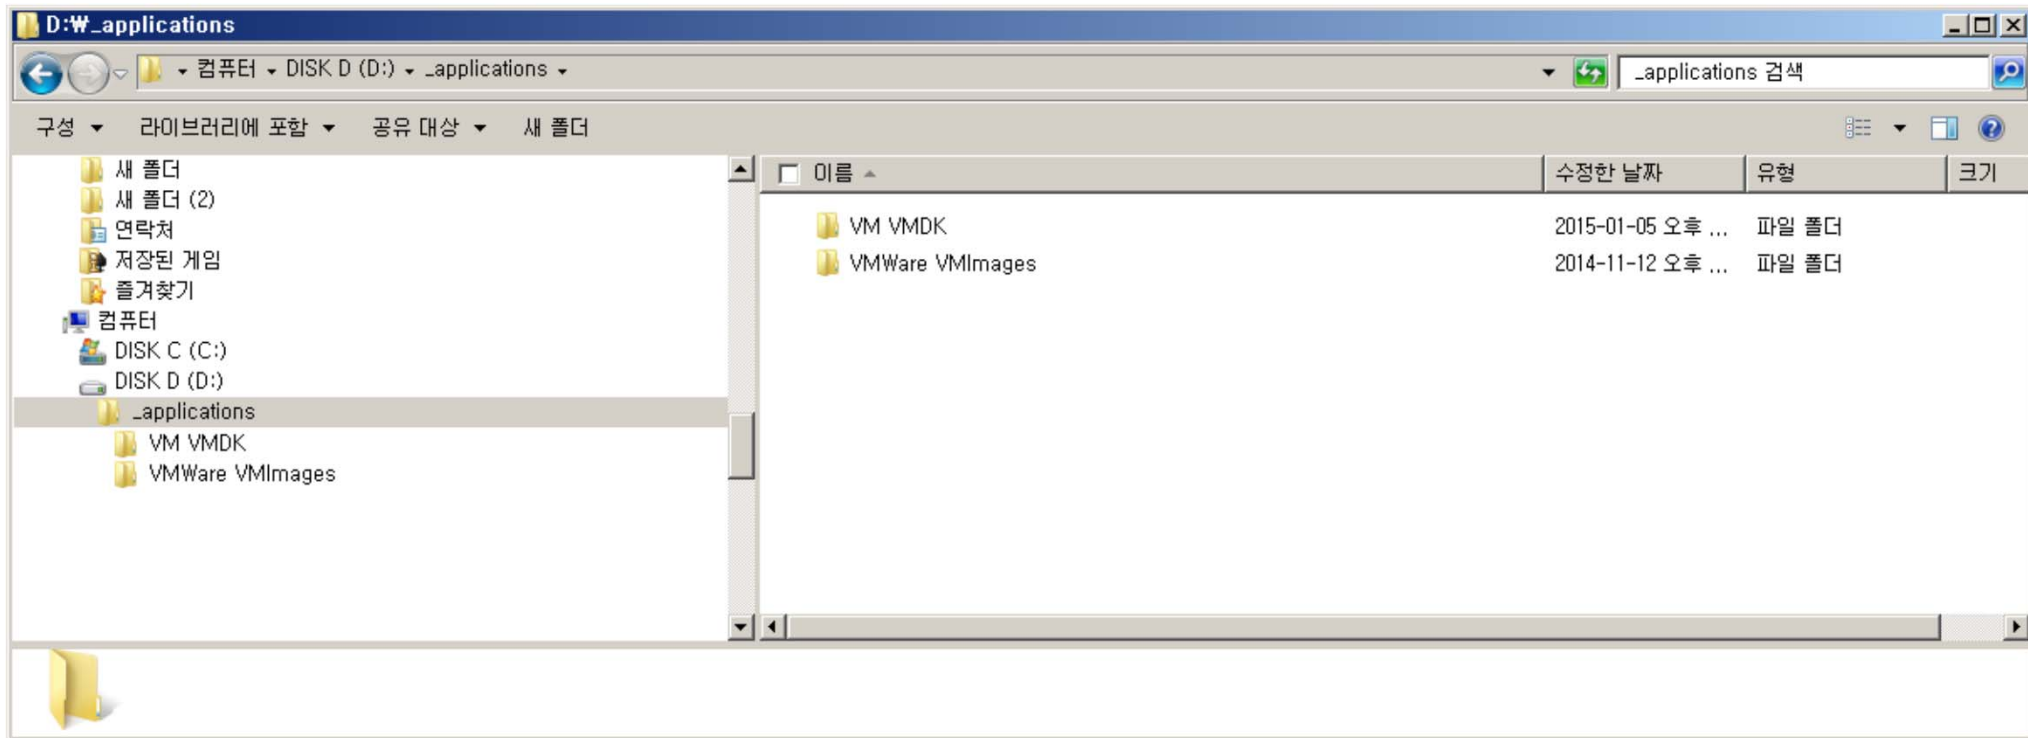 D:₩_applications
컴퓨터 DISK D (D:) _applications
_applications 검색
구성 라이브러리에 포함 공유 대상 새 폴더
새 폴더
새 폴더 (2)
연락처
저장된 게임
즐겨찾기
컴퓨터
DISK C (C:)
DISK D (D:)
_applications
VM VMDK
VMWare VMImages
이름 수정한 날짜 유형 크기
VM VMDK 2015-01-05 오후 ... 파일 폴더
VMWare VMImages 2014-11-12 오후 ... 파일 폴더